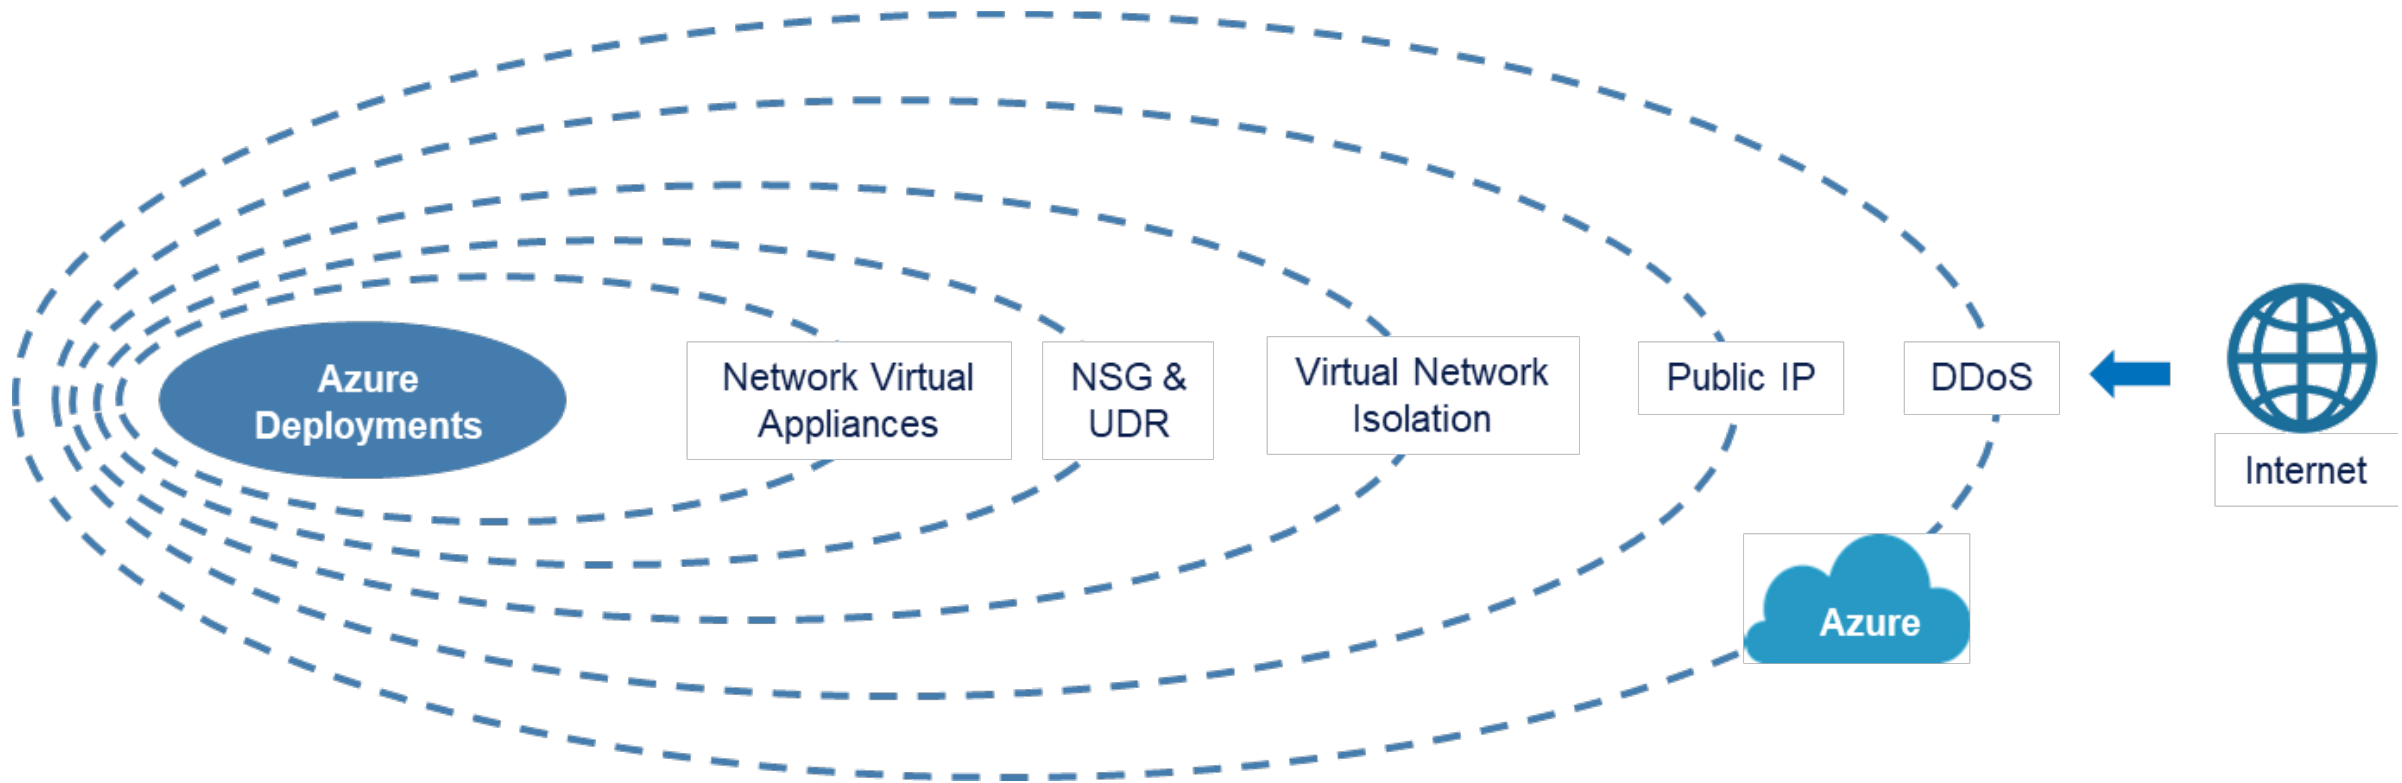 Azure
Deployments
Network Virtual
Appliances
NSG &
UDR
Virtual Network
Isolation
Public IP
DDoS
Internet
Azure